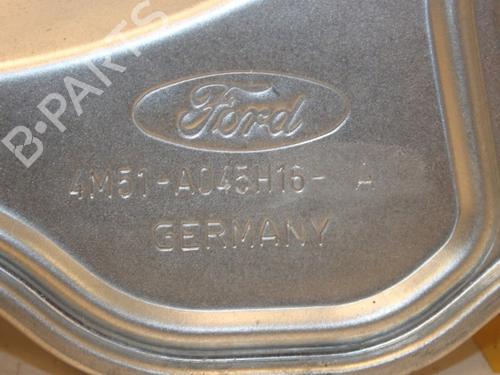 B-PARTS
Ford
4M51-A045H16- A
GERMANY